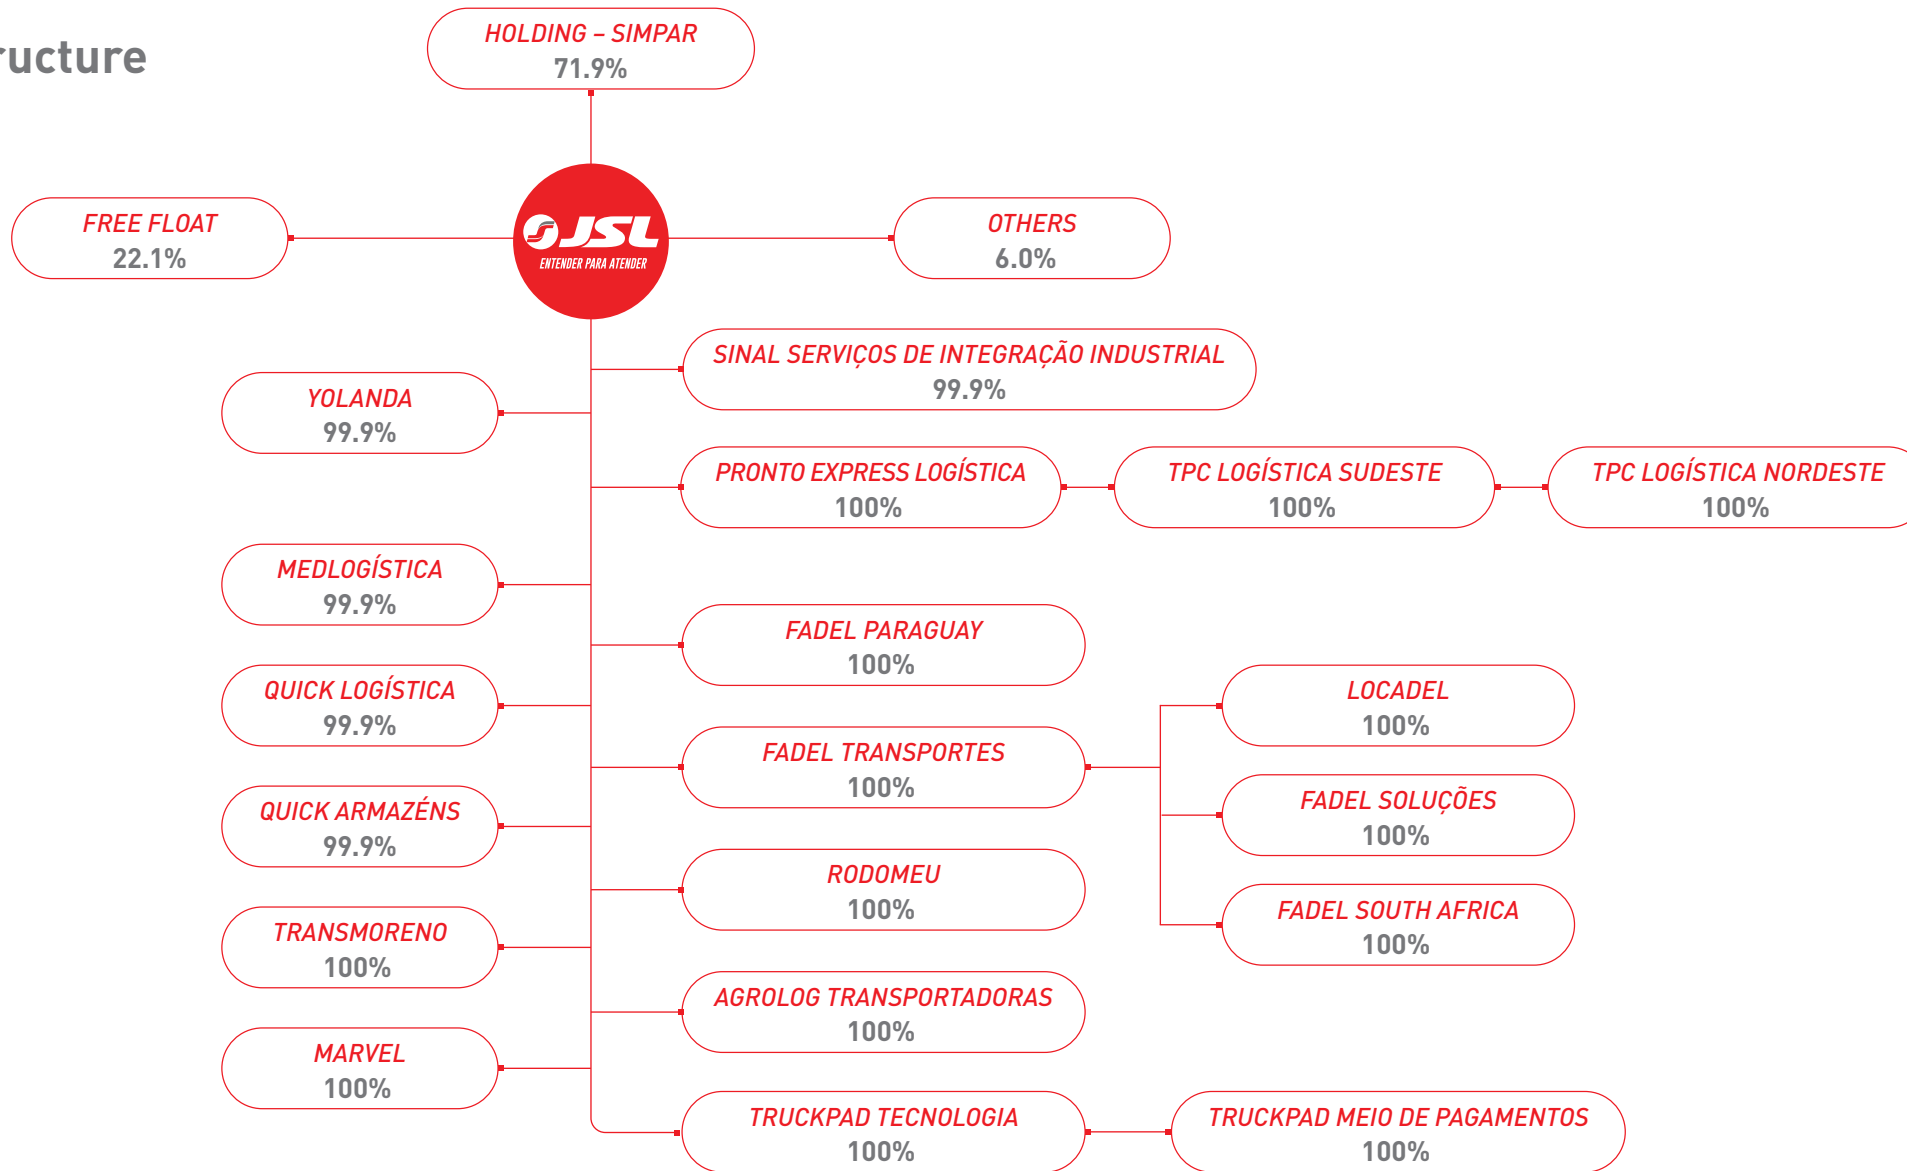 ructure
HOLDING – SIMPAR
71.9%
FREE FLOAT
22.1%
JSL
ENTENDER PARA ATENDER
OTHERS
6.0%
SINAL SERVIÇOS DE INTEGRAÇÃO INDUSTRIAL
99.9%
YOLANDA
99.9%
PRONTO EXPRESS LOGÍSTICA
100%
TPC LOGÍSTICA SUDESTE
100%
TPC LOGÍSTICA NORDESTE
100%
MEDLOGÍSTICA
99.9%
FADEL PARAGUAY
100%
QUICK LOGÍSTICA
99.9%
LOCADEL
100%
FADEL TRANSPORTES
100%
FADEL SOLUÇÕES
100%
QUICK ARMAZÉNS
99.9%
RODOMEU
100%
FADEL SOUTH AFRICA
100%
TRANSMORENO
100%
AGROLOG TRANSPORTADORAS
100%
MARVEL
100%
TRUCKPAD TECNOLOGIA
100%
TRUCKPAD MEIO DE PAGAMENTOS
100%